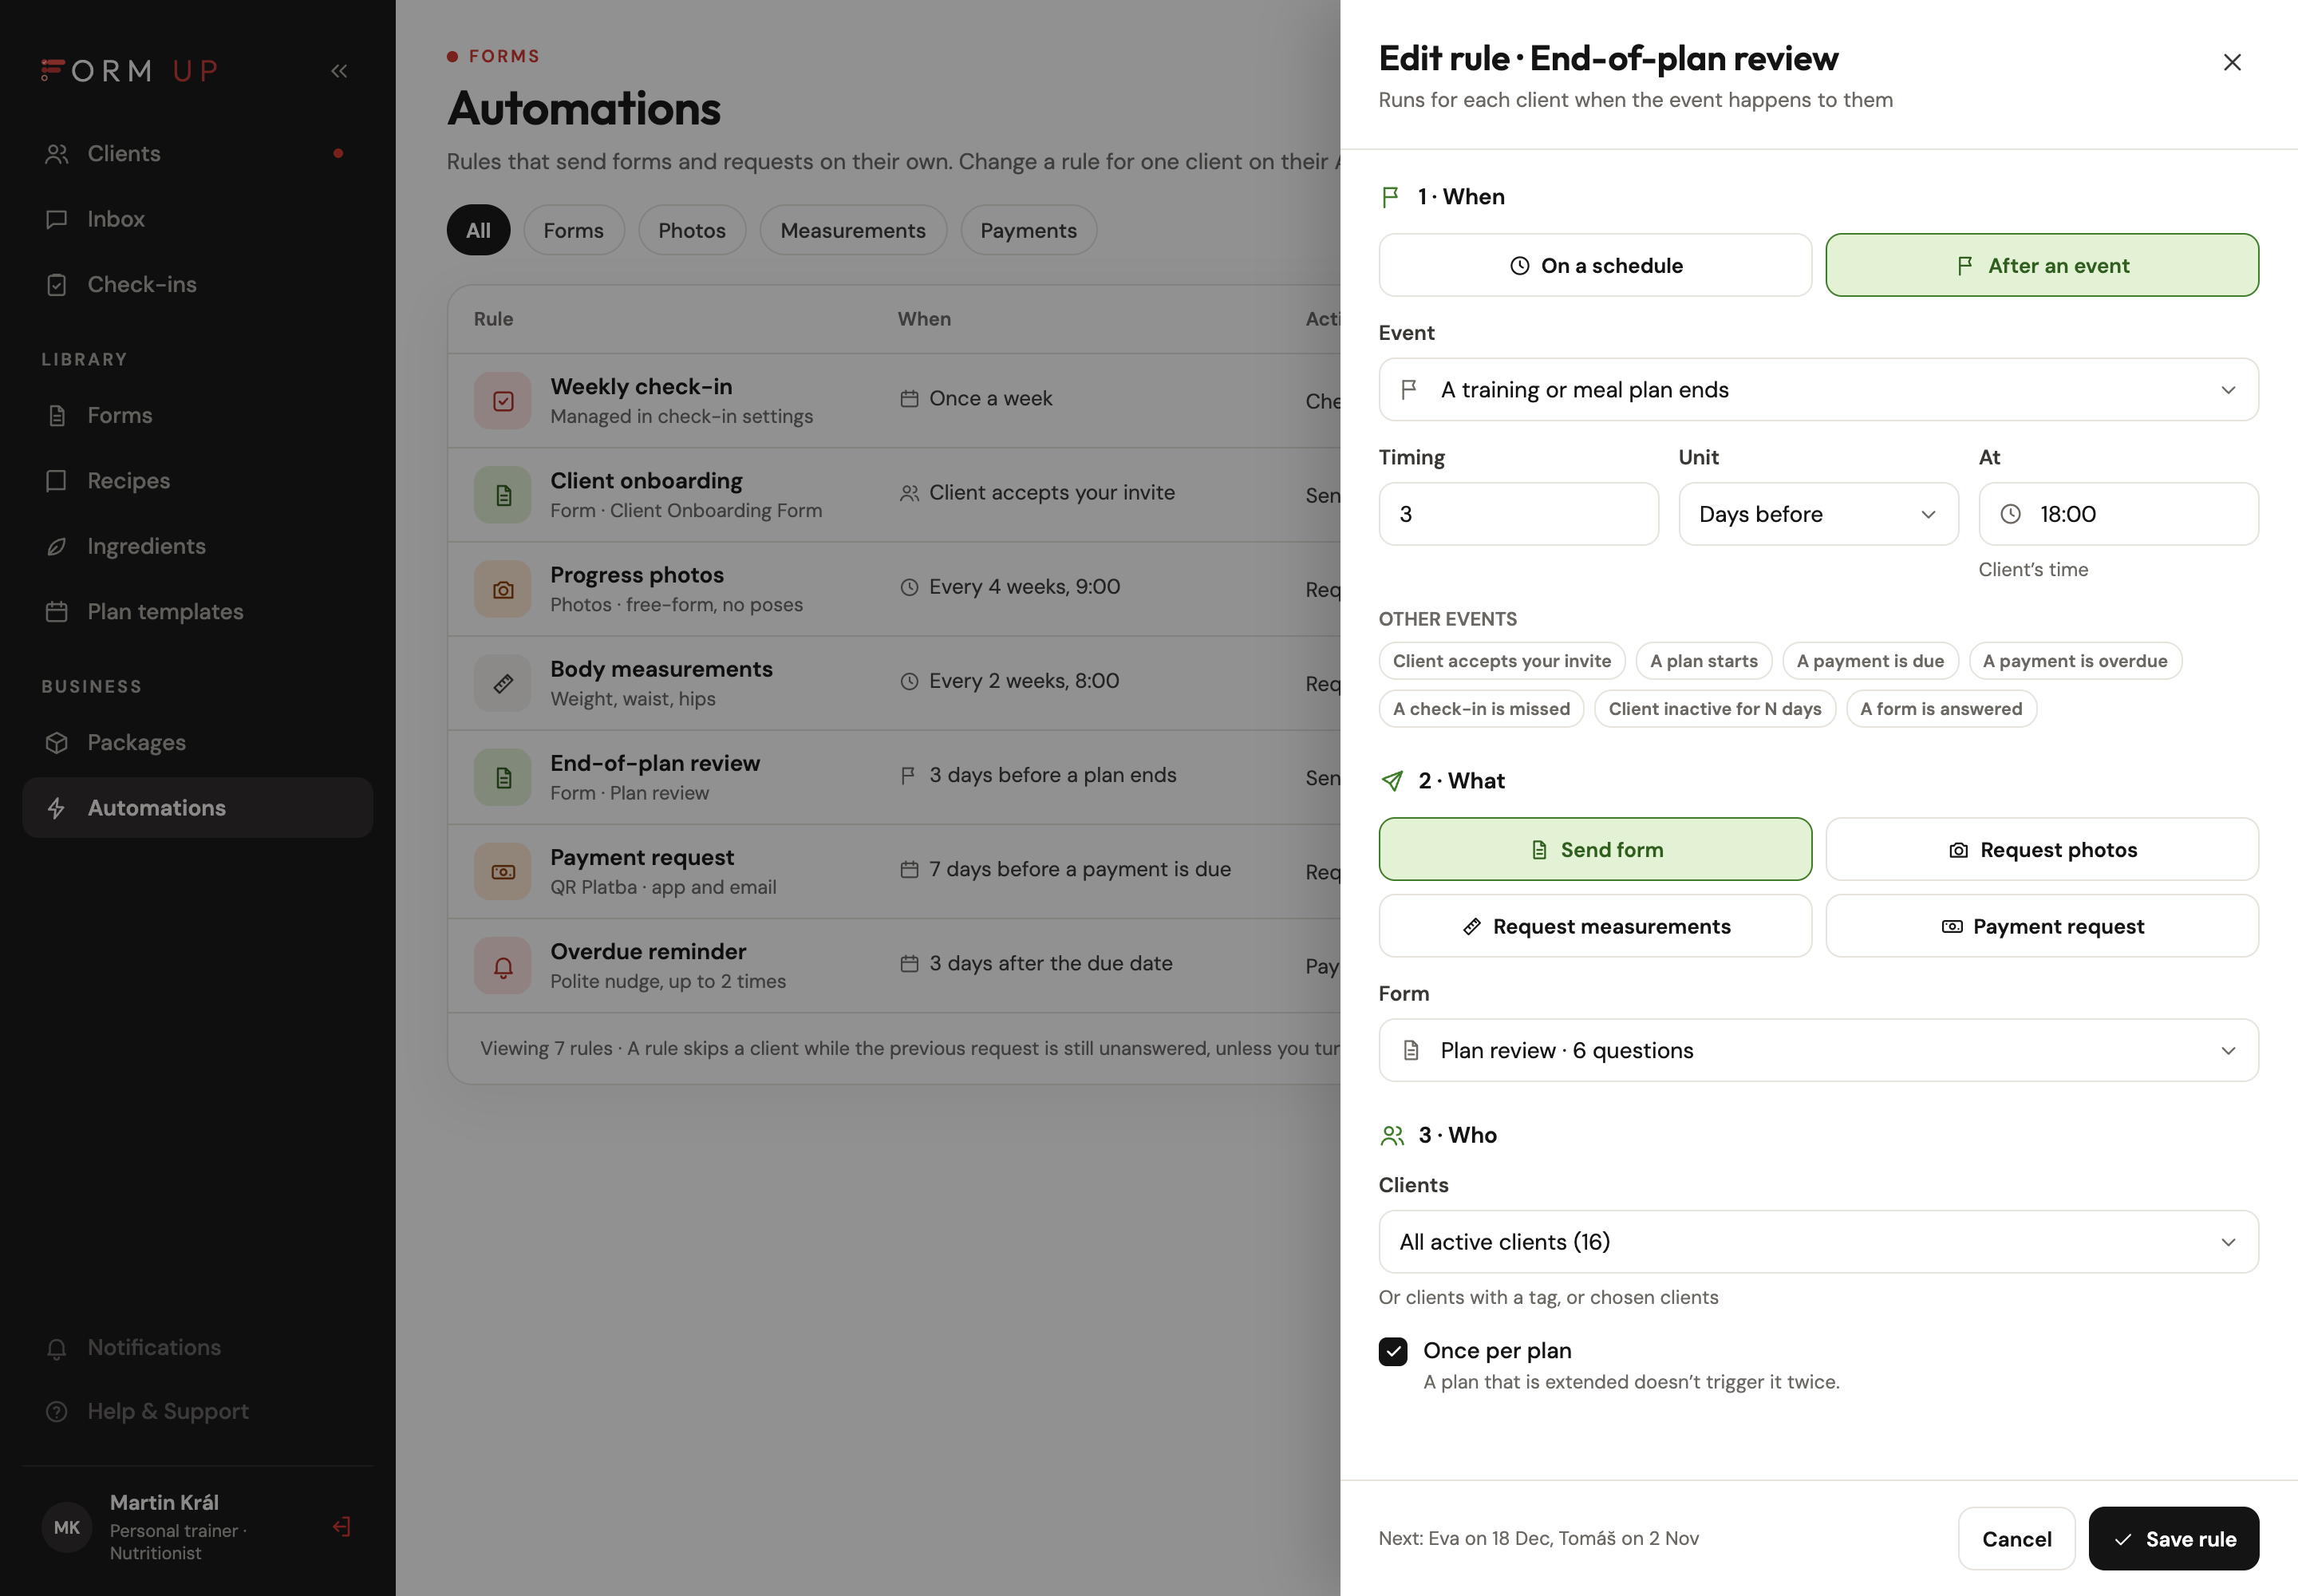 FORM UP
Clients
Inbox
Check-ins
LIBRARY
Forms
Recipes
Ingredients
Plan templates
BUSINESS
Packages
Automations
Notifications
Help & Support
MK
Martin Král
Personal trainer ·
Nutritionist
FORMS
Automations
Rules that send forms and requests on their own. Change a rule for one client on their
All
Forms
Photos
Measurements
Payments
Rule
When
Acti
Weekly check-in
Managed in check-in settings
Once a week
Che
Client onboarding
Form · Client Onboarding Form
Client accepts your invite
Sen
Progress photos
Photos · free-form, no poses
Every 4 weeks, 9:00
Req
Body measurements
Weight, waist, hips
Every 2 weeks, 8:00
Req
End-of-plan review
Form · Plan review
3 days before a plan ends
Sen
Payment request
QR Platba · app and email
7 days before a payment is due
Req
Overdue reminder
Polite nudge, up to 2 times
3 days after the due date
Pay
Viewing 7 rules · A rule skips a client while the previous request is still unanswered, unless you tur
Edit rule · End-of-plan review
Runs for each client when the event happens to them
1 · When
On a schedule
After an event
Event
A training or meal plan ends
Timing
Unit
At
3
Days before
18:00
Client’s time
OTHER EVENTS
Client accepts your invite
A plan starts
A payment is due
A payment is overdue
A check-in is missed
Client inactive for N days
A form is answered
2 · What
Send form
Request photos
Request measurements
Payment request
Form
Plan review · 6 questions
3 · Who
Clients
All active clients (16)
Or clients with a tag, or chosen clients
Once per plan
A plan that is extended doesn’t trigger it twice.
Next: Eva on 18 Dec, Tomáš on 2 Nov
Cancel
Save rule